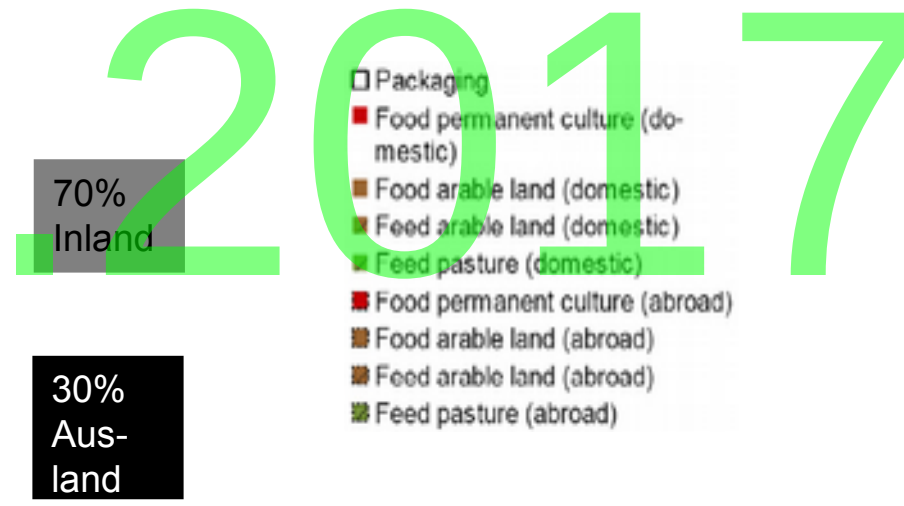 .2017
70%
Inland
30%
Aus-
land
Packaging
Food permanent culture (do-
mestic)
Food arable land (domestic)
Feed arable land (domestic)
Feed pasture (domestic)
Food permanent culture (abroad)
Food arable land (abroad)
Feed arable land (abroad)
Feed pasture (abroad)